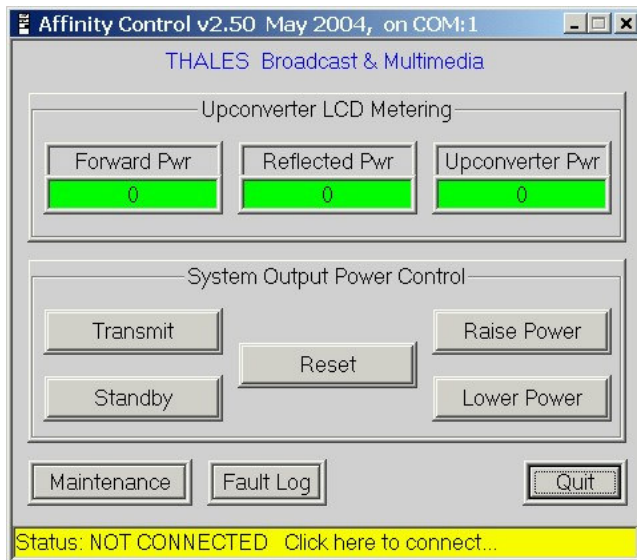 Affinity Control v2.50 May 2004, on COM:1
THALES Broadcast & Multimedia
Upconverter LCD Metering
Forward Pwr Reflected Pwr Upconverter Pwr
0 0 0
System Output Power Control
Transmit Raise Power
Reset
Standby Lower Power
Maintenance Fault Log Quit
Status: NOT CONNECTED Click here to connect...